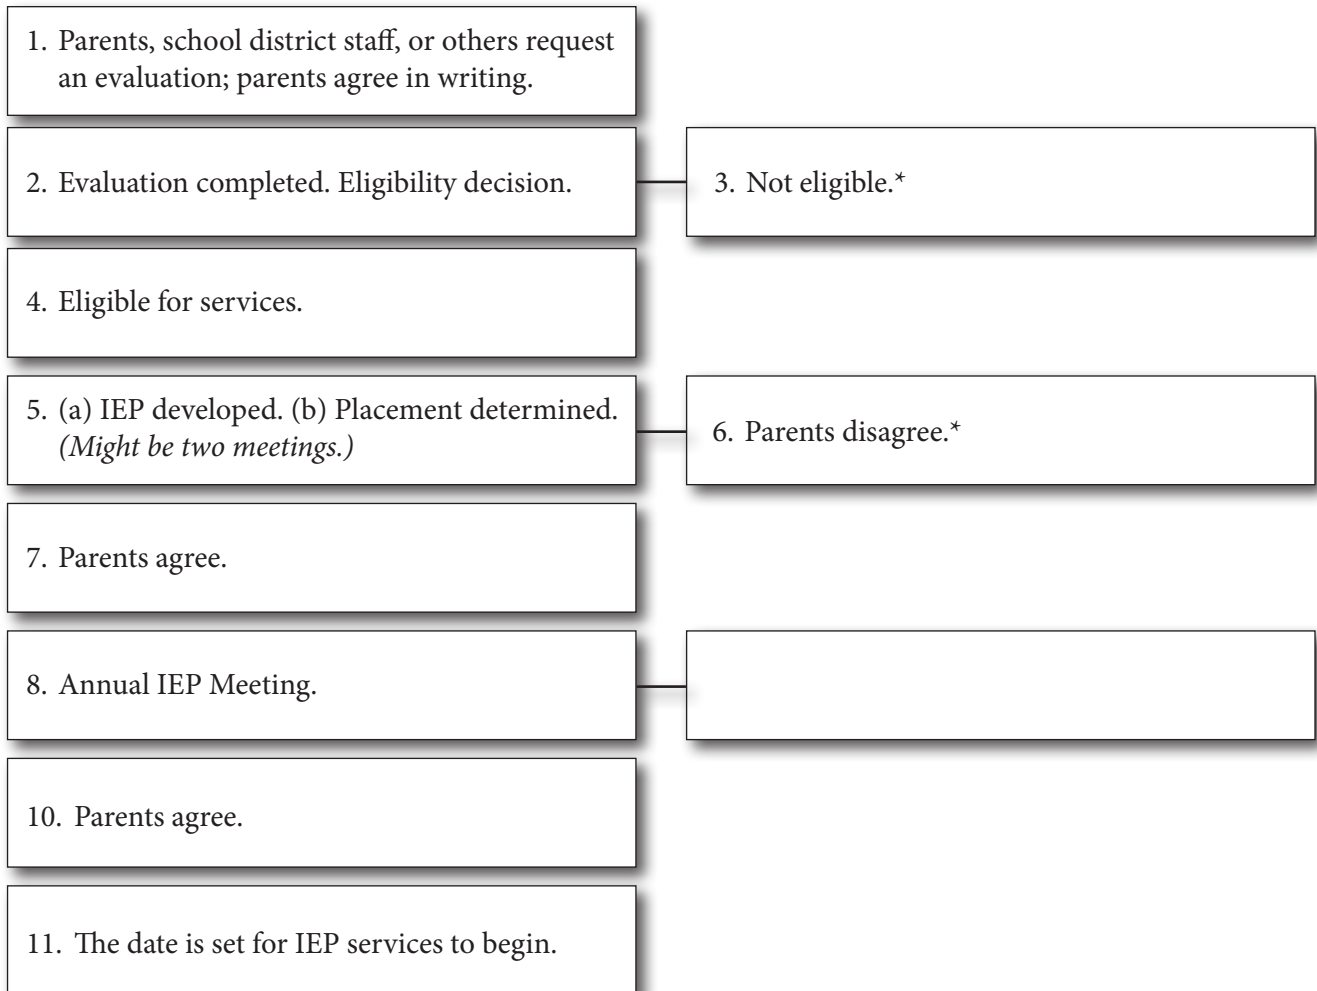 1. Parents, school district staff, or others request
an evaluation; parents agree in writing.
2. Evaluation completed. Eligibility decision.
3. Not eligible.*
4. Eligible for services.
5. (a) IEP developed. (b) Placement determined.
(Might be two meetings.)
6. Parents disagree.*
7. Parents agree.
8. Annual IEP Meeting.
10. Parents agree.
11. The date is set for IEP services to begin.